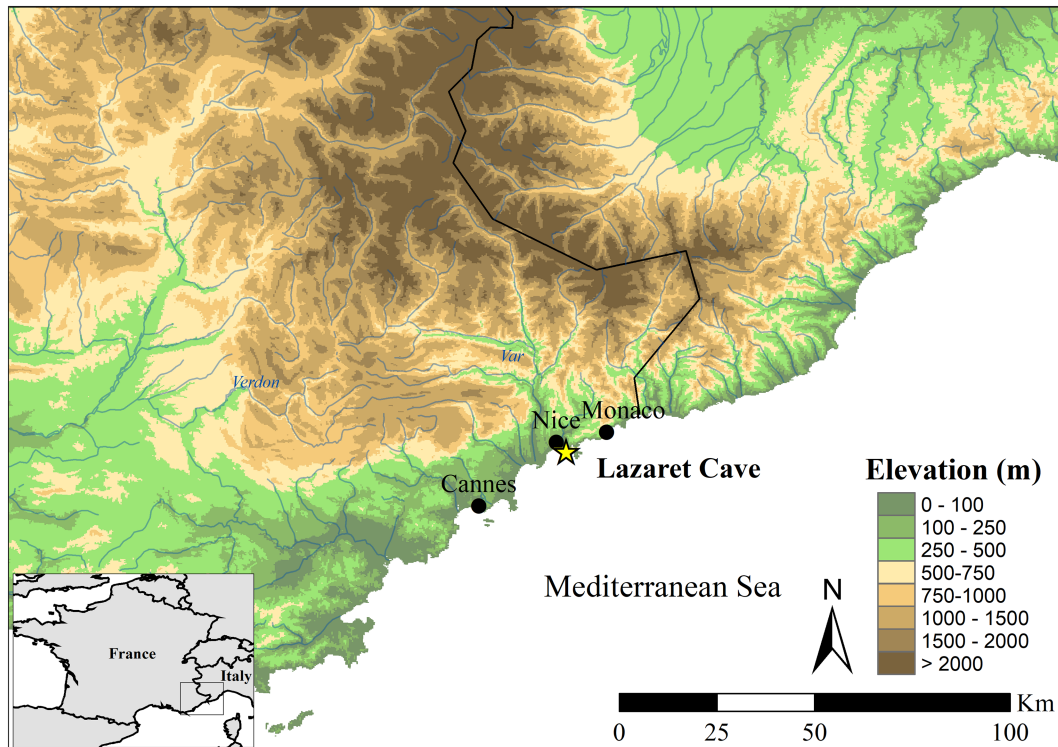 Var
Verdon
Nice
Monaco
Lazaret Cave
Cannes
Mediterranean Sea
N
Elevation (m)
0 - 100
100 - 250
250 - 500
500-750
750-1000
1000 - 1500
1500 - 2000
> 2000
France
Italy
Km
0
25
50
100